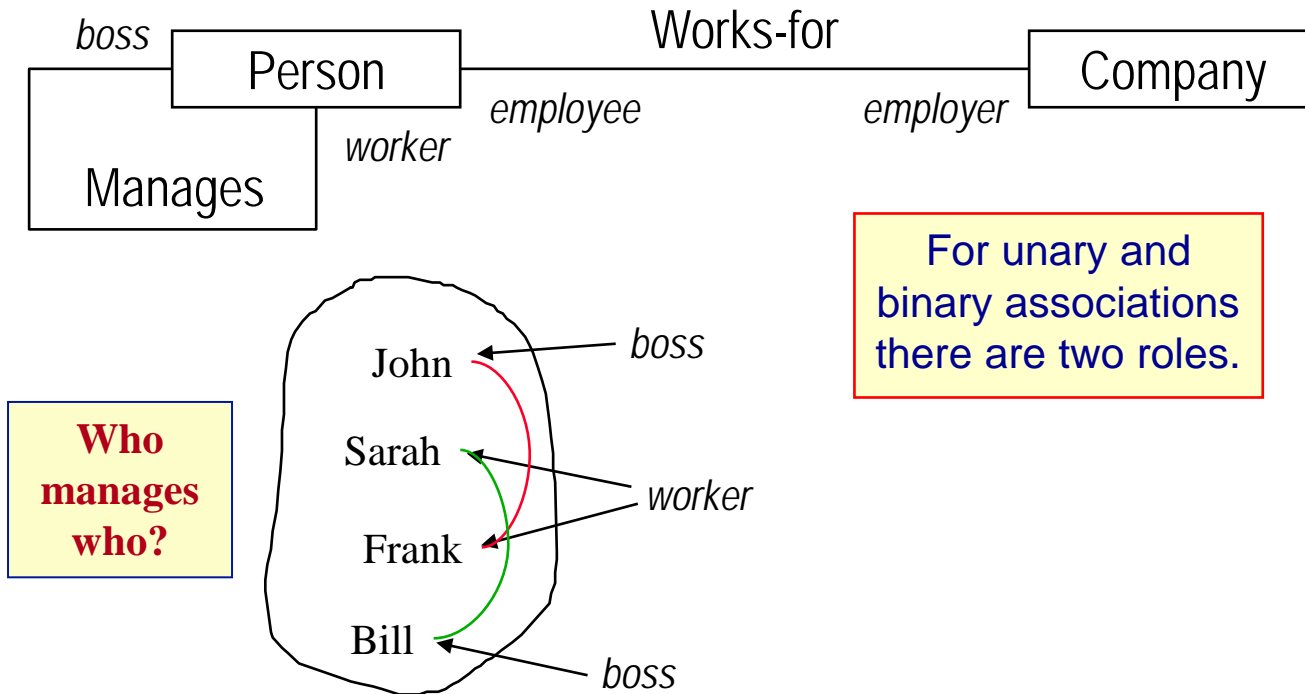 boss
Person
Works-for
Company
employee
employer
worker
Manages
For unary and
binary associations
there are two roles.
John
boss
Who
manages
who?
Sarah
worker
Frank
Bill
boss